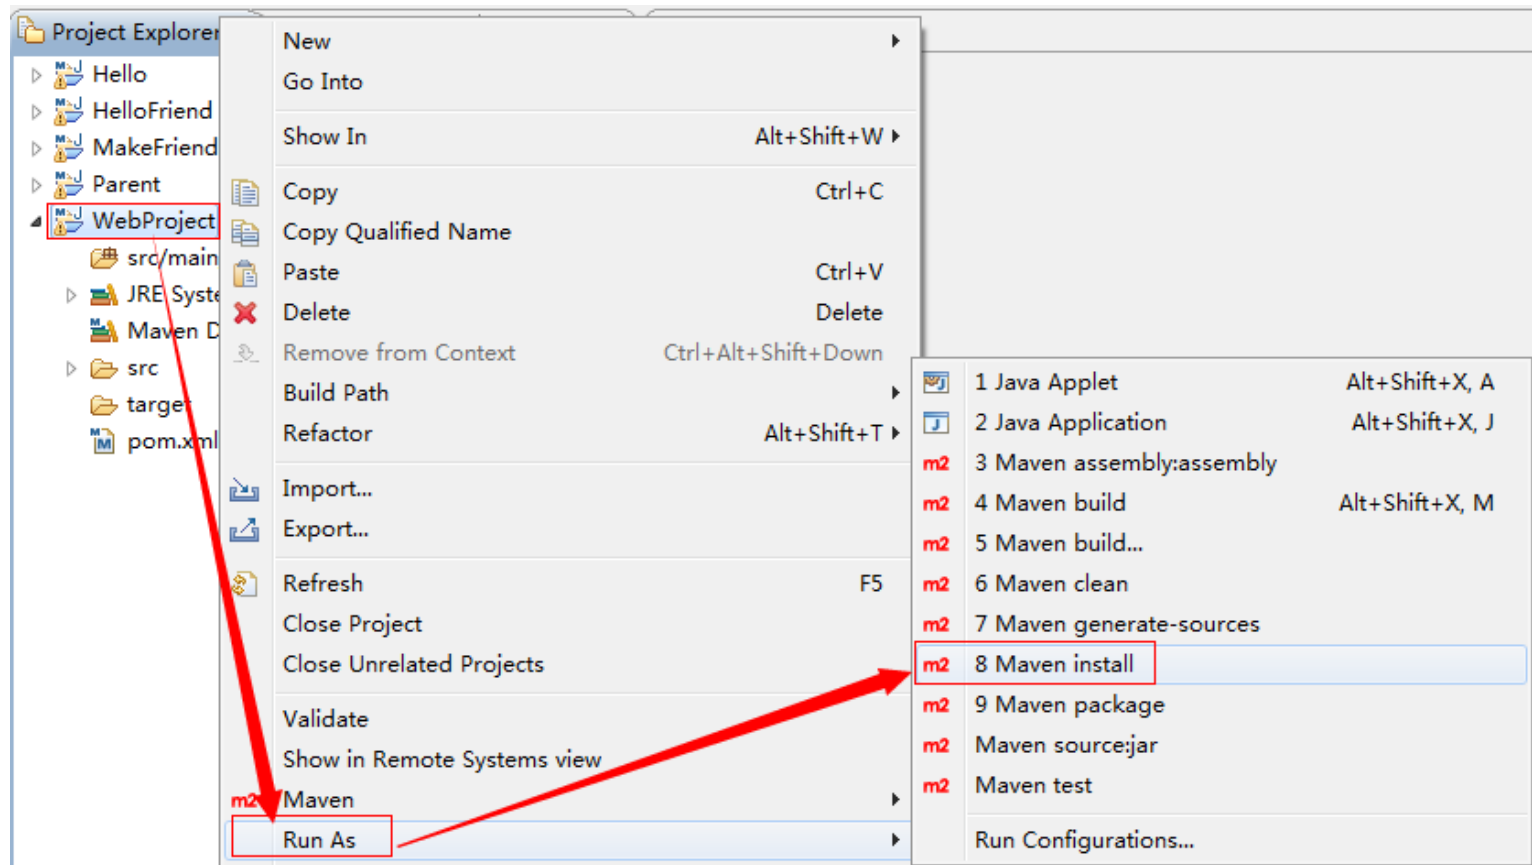 Project Explorer
Hello
HelloFriend
MakeFriend
Parent
WebProject
src/main
JRE Syste
Maven D
src
target
pom.xml
New
Go Into
Show In Alt+Shift+W
Copy Ctrl+C
Copy Qualified Name
Paste Ctrl+V
Delete Delete
Remove from Context Ctrl+Alt+Shift+Down
Build Path
Refactor Alt+Shift+T
Import...
Export...
Refresh F5
Close Project
Close Unrelated Projects
Validate
Show in Remote Systems view
m2 Maven
Run As
1 Java Applet Alt+Shift+X, A
2 Java Application Alt+Shift+X, J
m2 3 Maven assembly:assembly
m2 4 Maven build Alt+Shift+X, M
m2 5 Maven build...
m2 6 Maven clean
m2 7 Maven generate-sources
m2 8 Maven install
m2 9 Maven package
m2 Maven source:jar
m2 Maven test
Run Configurations...